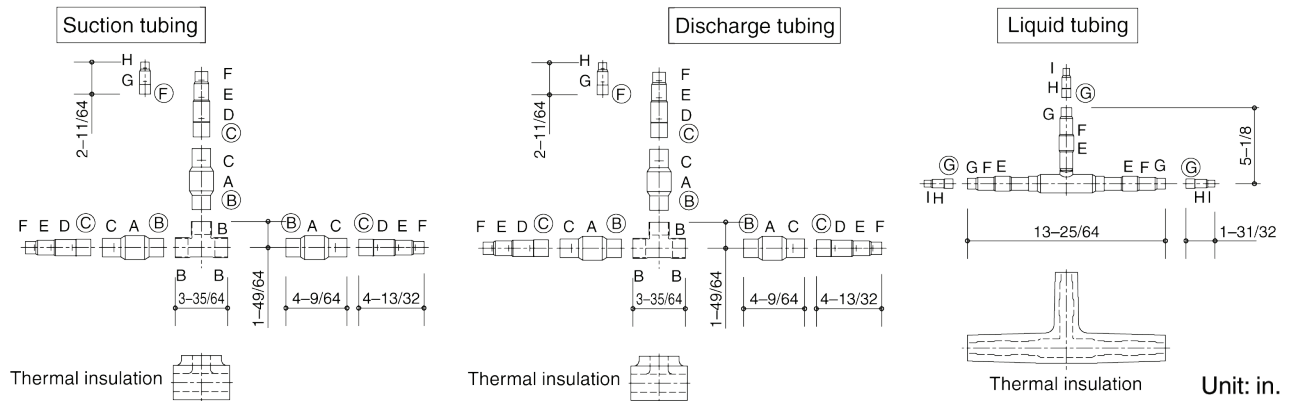 Suction tubing
H
G Ⓕ
2–11/64
F
E
D
Ⓒ
C
A
Ⓑ
F E D Ⓒ C A Ⓑ B Ⓑ A C Ⓒ D E F
B B
1–49/64
3–35/64 4–9/64 4–13/32
Thermal insulation
Discharge tubing
H
G Ⓕ
2–11/64
F
E
D
Ⓒ
C
A
Ⓑ
F E D Ⓒ C A Ⓑ B Ⓑ A C Ⓒ D E F
B B
1–49/64
3–35/64 4–9/64 4–13/32
Thermal insulation
Liquid tubing
I
H Ⓖ
G
F
E
5–1/8
Ⓖ G F E E F G Ⓖ
I H H I
13–25/64 1–31/32
Thermal insulation
Unit: in.